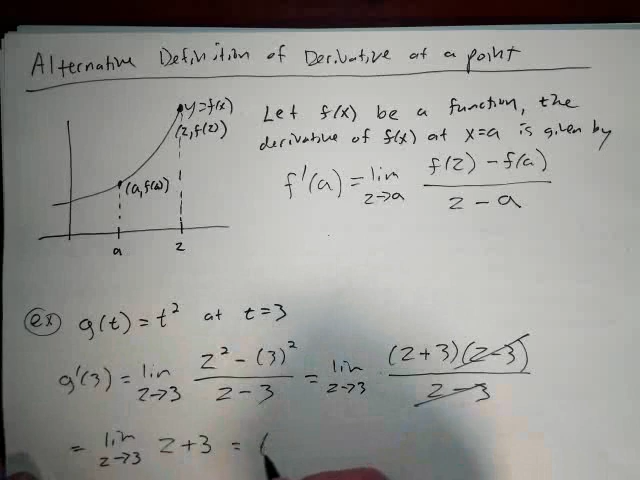 Alternative Definition of Derivative at a point
y=f(x)
(z,f(z))
(a,f(a))
a z
Let f(x) be a function, the
derivative of f(x) at x=a is given by
f'(a) = lim z→a (f(z) - f(a)) / (z - a)
ex g(t) = t² at t=3
g'(3) = lim z→3 (z² - (3)²) / (z - 3) = lim z→3 ((z+3)(z-3)) / (z-3)
= lim z→3 z+3 =